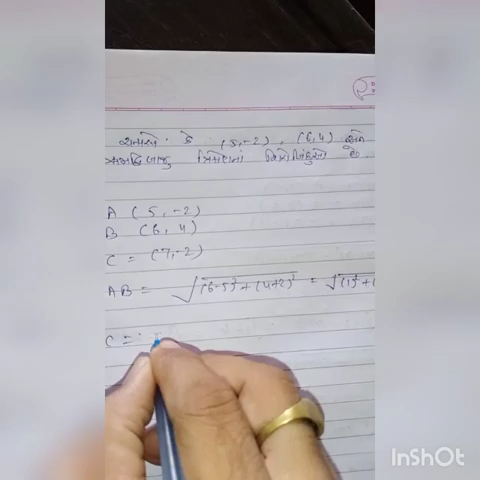 ચકાસો કે (5,-2), (6,4) અને
સમદ્વિબાજુ ત્રિકોણનાં શિરોબિંદુઓ છે.
A (5, -2)
B (6, 4)
C = (7,-2)
AB = √(6-5)² + (4+2)² = √(1)² + (
C =
InShOt